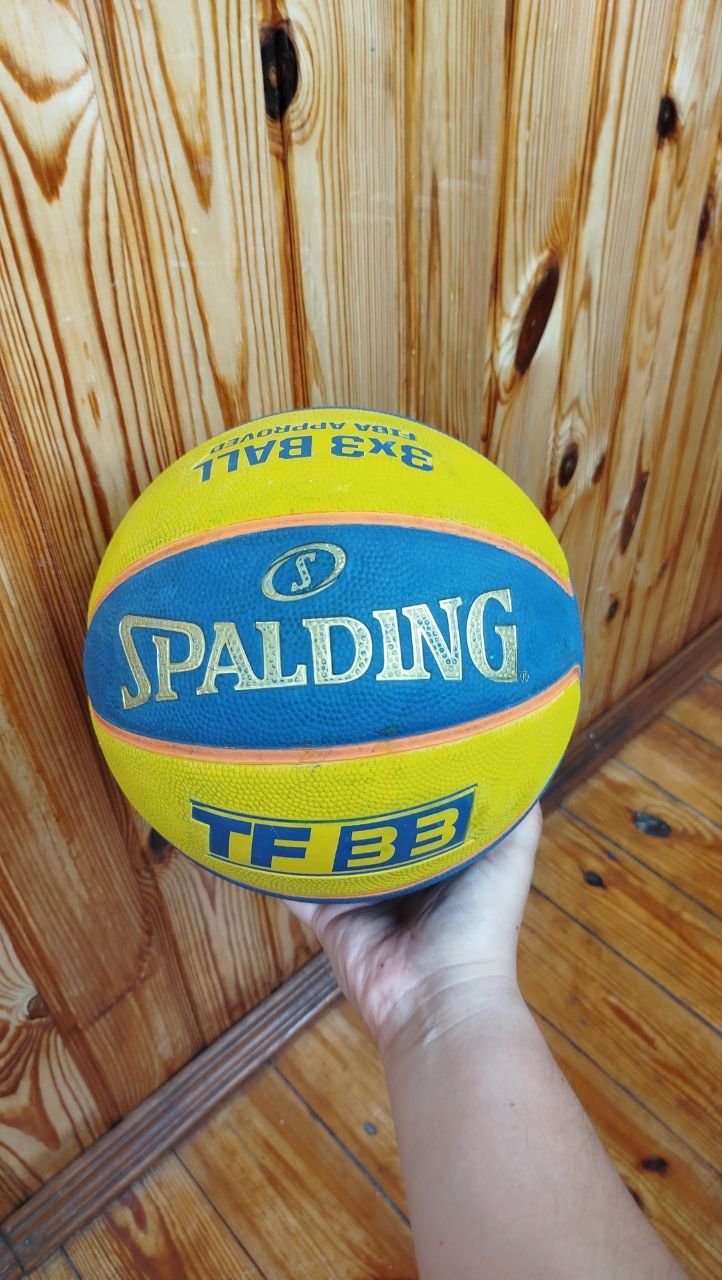 3x3 BALL
FIBA APPROVED
S
SPALDING®
TF 33